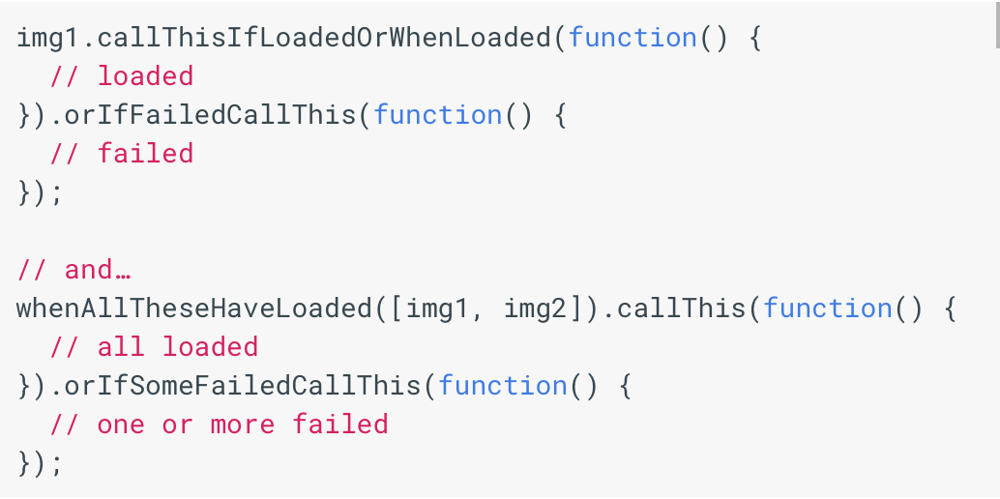 img1.callThisIfLoadedOrWhenLoaded(function() {
  // loaded
}).orIfFailedCallThis(function() {
  // failed
});

// and…
whenAllTheseHaveLoaded([img1, img2]).callThis(function() {
  // all loaded
}).orIfSomeFailedCallThis(function() {
  // one or more failed
});